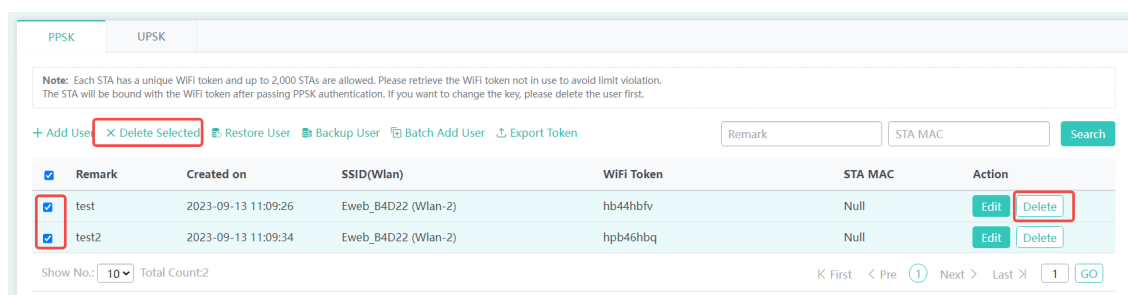 PPSK UPSK
Note: Each STA has a unique WiFi token and up to 2,000 STAs are allowed. Please retrieve the WiFi token not in use to avoid limit violation.
The STA will be bound with the WiFi token after passing PPSK authentication. If you want to change the key, please delete the user first.
+ Add User × Delete Selected Restore User Backup User Batch Add User Export Token Remark STA MAC Search
Remark Created on SSID(Wlan) WiFi Token STA MAC Action
test 2023-09-13 11:09:26 Eweb_B4D22 (Wlan-2) hb44hbfv Null Edit Delete
test2 2023-09-13 11:09:34 Eweb_B4D22 (Wlan-2) hpb46hbq Null Edit Delete
Show No.: 10 Total Count:2 First < Pre 1 Next > Last 1 GO